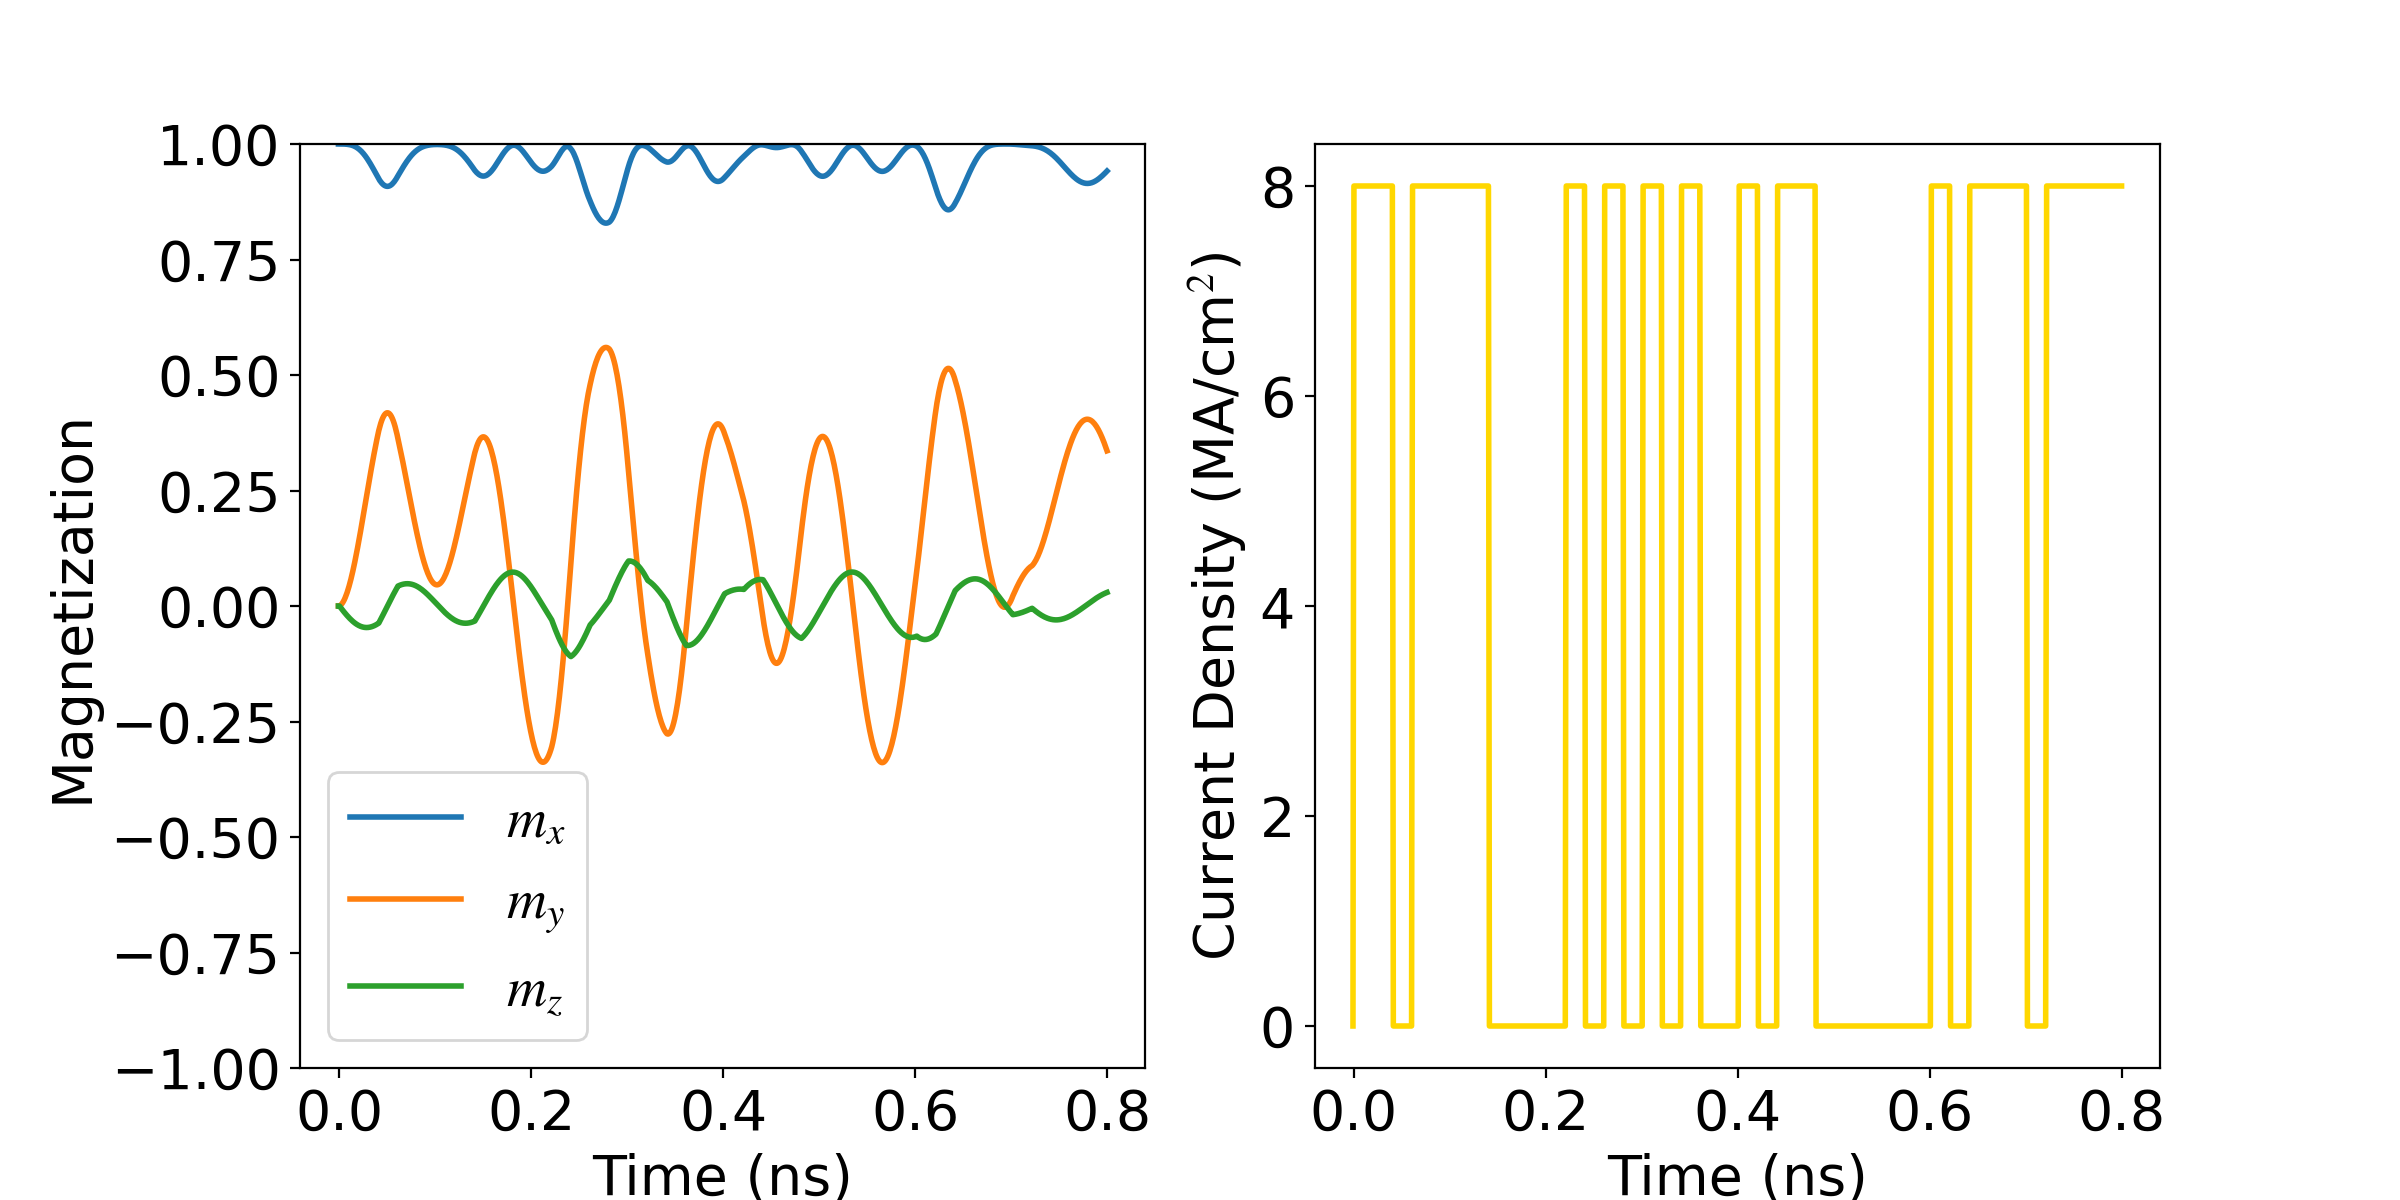 Magnetization
1.00
0.75
0.50
0.25
0.00
−0.25
−0.50
−0.75
−1.00
0.0 0.2 0.4 0.6 0.8
Time (ns)
m_x
m_y
m_z
Current Density (MA/cm²)
8
6
4
2
0
0.0 0.2 0.4 0.6 0.8
Time (ns)